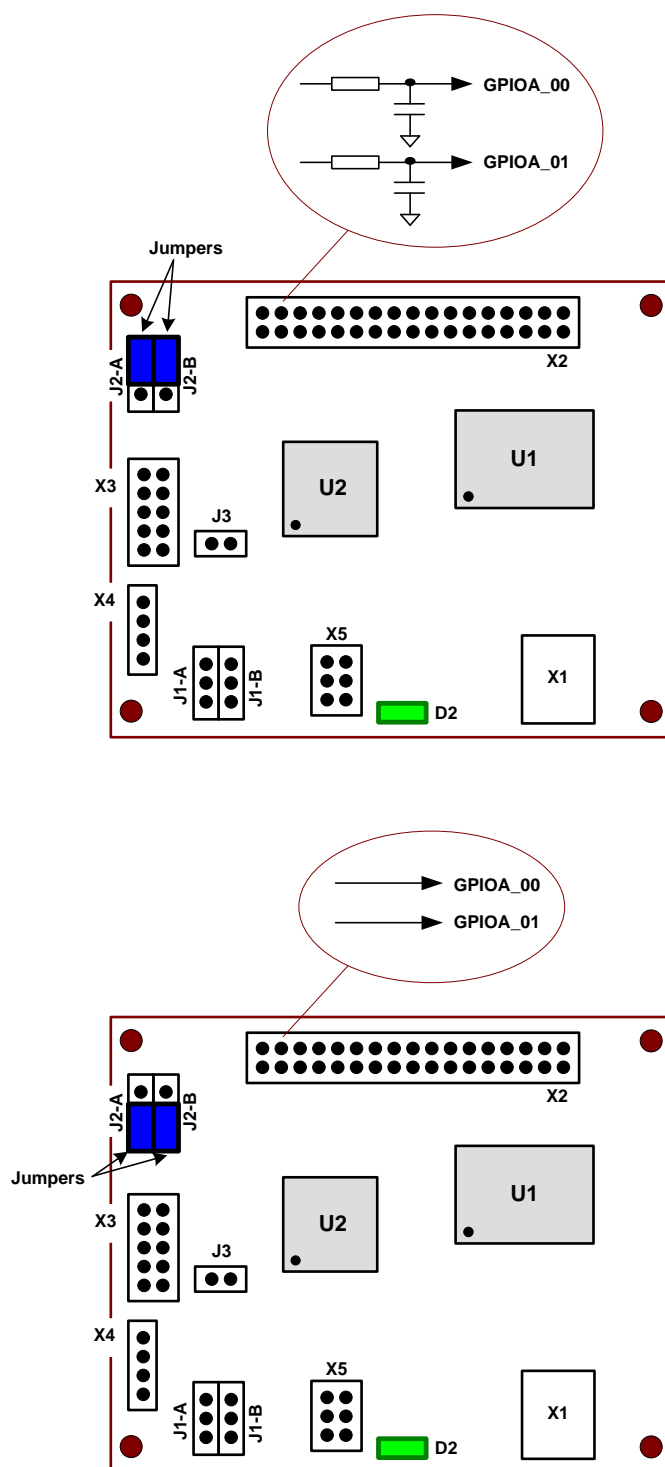 GPIOA_00
GPIOA_01
Jumpers
X2
J2-A
J2-B
U1
U2
X3
J3
X4
X5
J1-A
J1-B
X1
D2
GPIOA_00
GPIOA_01
X2
J2-A
J2-B
Jumpers
U1
U2
X3
J3
X4
X5
J1-A
J1-B
X1
D2